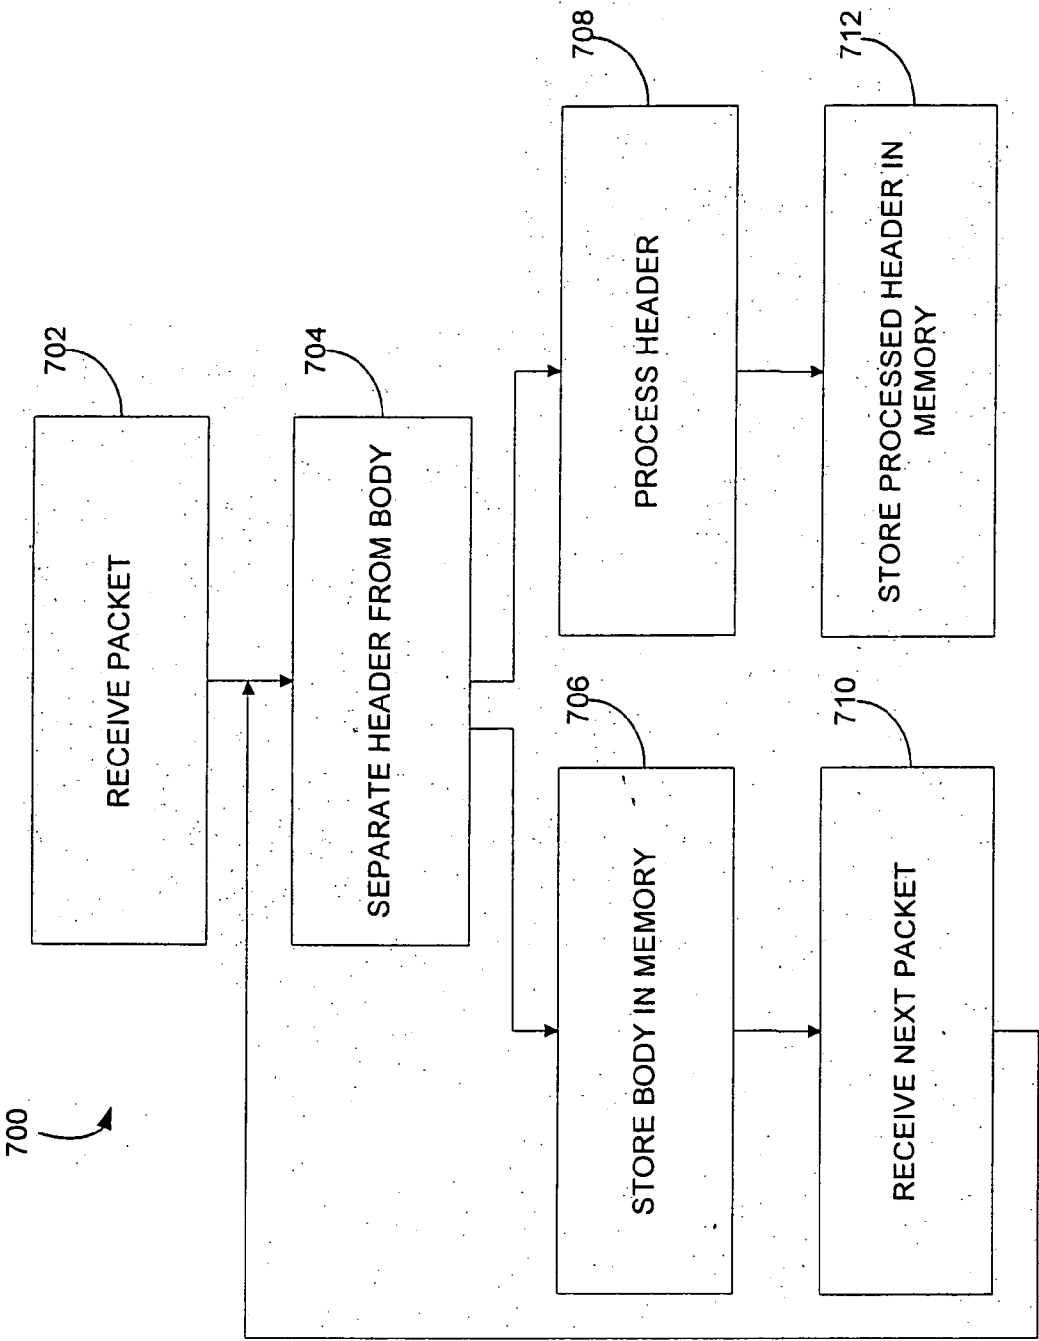 700
702
RECEIVE PACKET
704
SEPARATE HEADER FROM BODY
706
STORE BODY IN MEMORY
708
PROCESS HEADER
710
RECEIVE NEXT PACKET
712
STORE PROCESSED HEADER IN
MEMORY